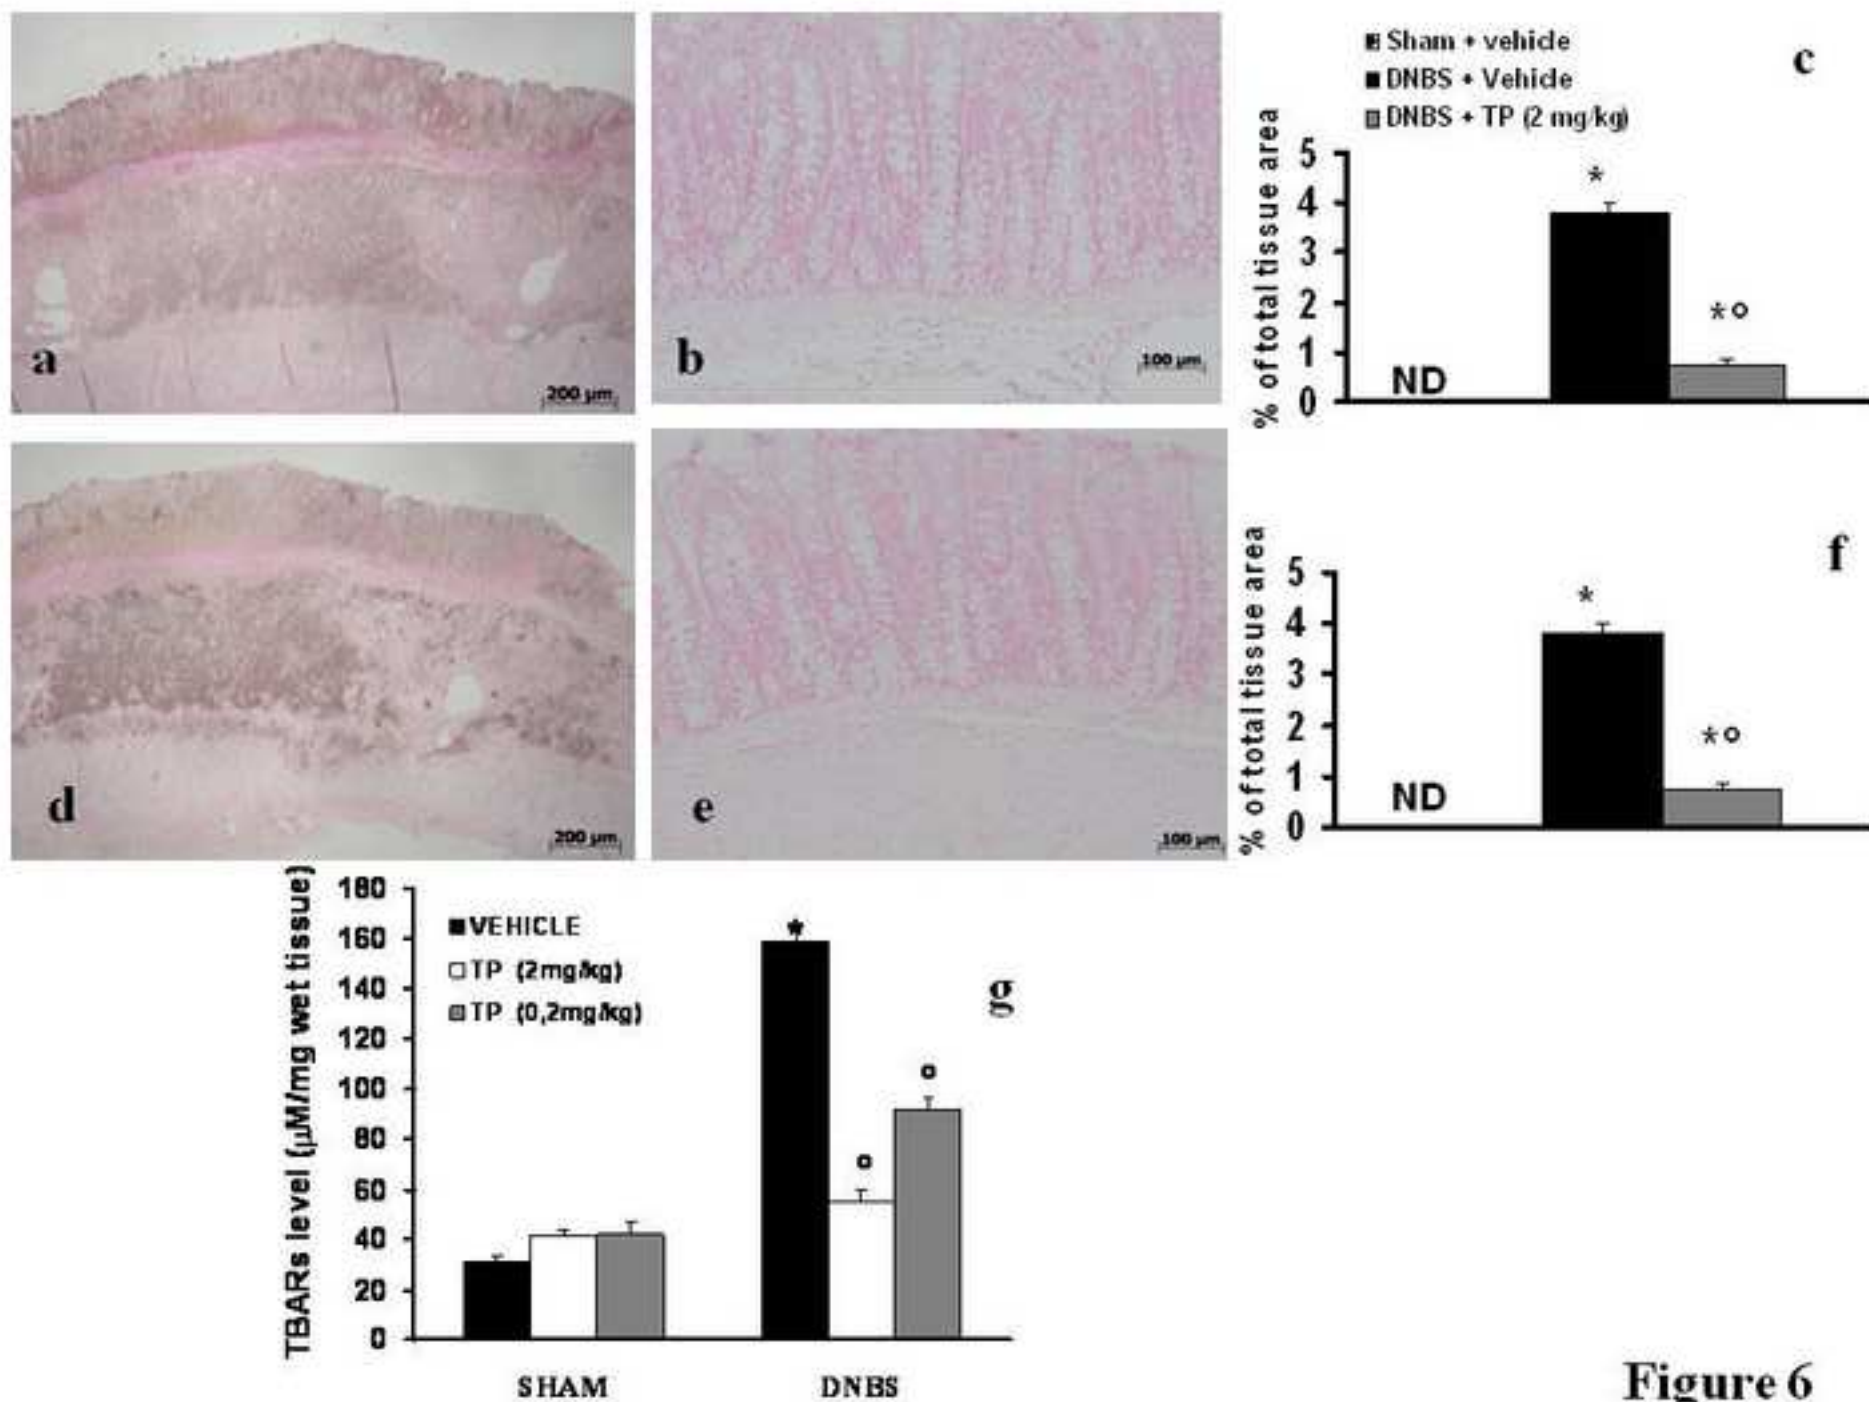 a
200 µm
b
100 µm
Sham + vehicle
DNBS + Vehicle
DNBS + TP (2 mg/kg)
c
% of total tissue area
5
4
3
2
1
0
*
* o
ND
d
200 µm
e
100 µm
f
% of total tissue area
5
4
3
2
1
0
*
* o
ND
TBARs level (µM/mg wet tissue)
180
160
140
120
100
80
60
40
20
0
VEHICLE
TP (2mg/kg)
TP (0,2mg/kg)
*
o
o
g
SHAM
DNBS
Figure 6